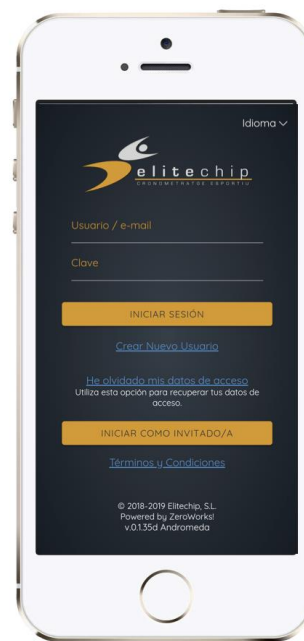 Idioma
elitechip
CRONOMETRATGE ESPORTIU
Usuario / e-mail
Clave
INICIAR SESIÓN
Crear Nuevo Usuario
He olvidado mis datos de acceso
Utiliza esta opción para recuperar tus datos de
acceso.
INICIAR COMO INVITADO/A
Términos y Condiciones
© 2018-2019 Elitechip, S.L.
Powered by ZeroWorks!
v.0.1.35d Andromeda